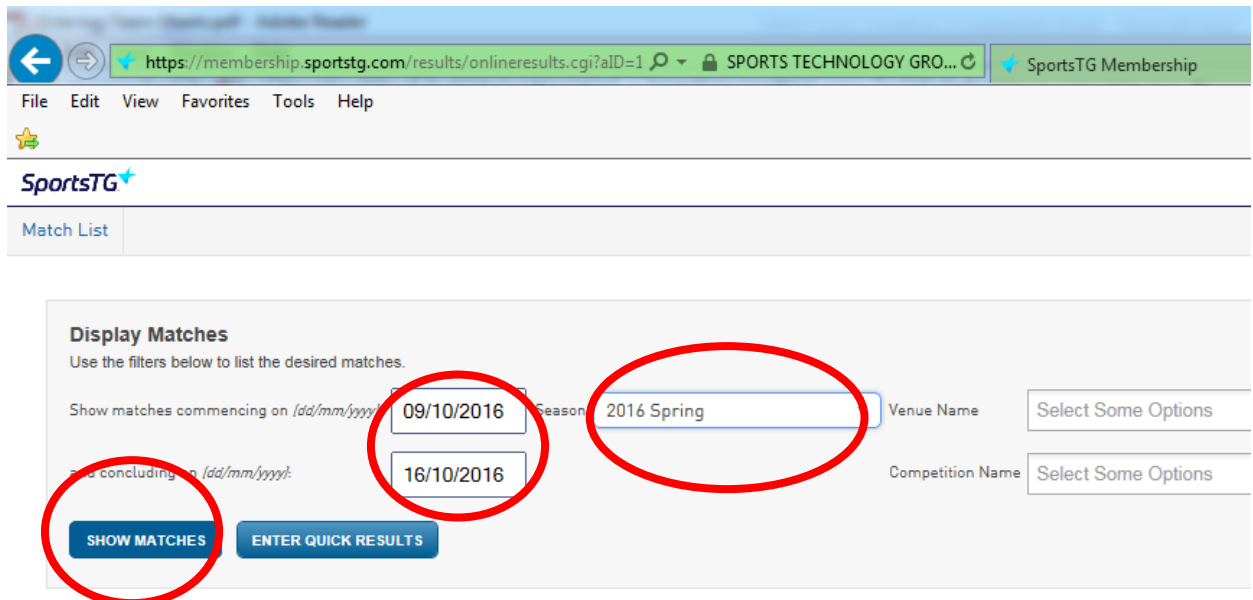 https://membership.sportstg.com/results/onlineresults.cgi?aID=1 SPORTS TECHNOLOGY GRO... SportsTG Membership
File Edit View Favorites Tools Help
SportsTG
Match List
Display Matches
Use the filters below to list the desired matches.
Show matches commencing on (dd/mm/yyyy) 09/10/2016 Season 2016 Spring Venue Name Select Some Options
and concluding on (dd/mm/yyyy): 16/10/2016 Competition Name Select Some Options
SHOW MATCHES ENTER QUICK RESULTS